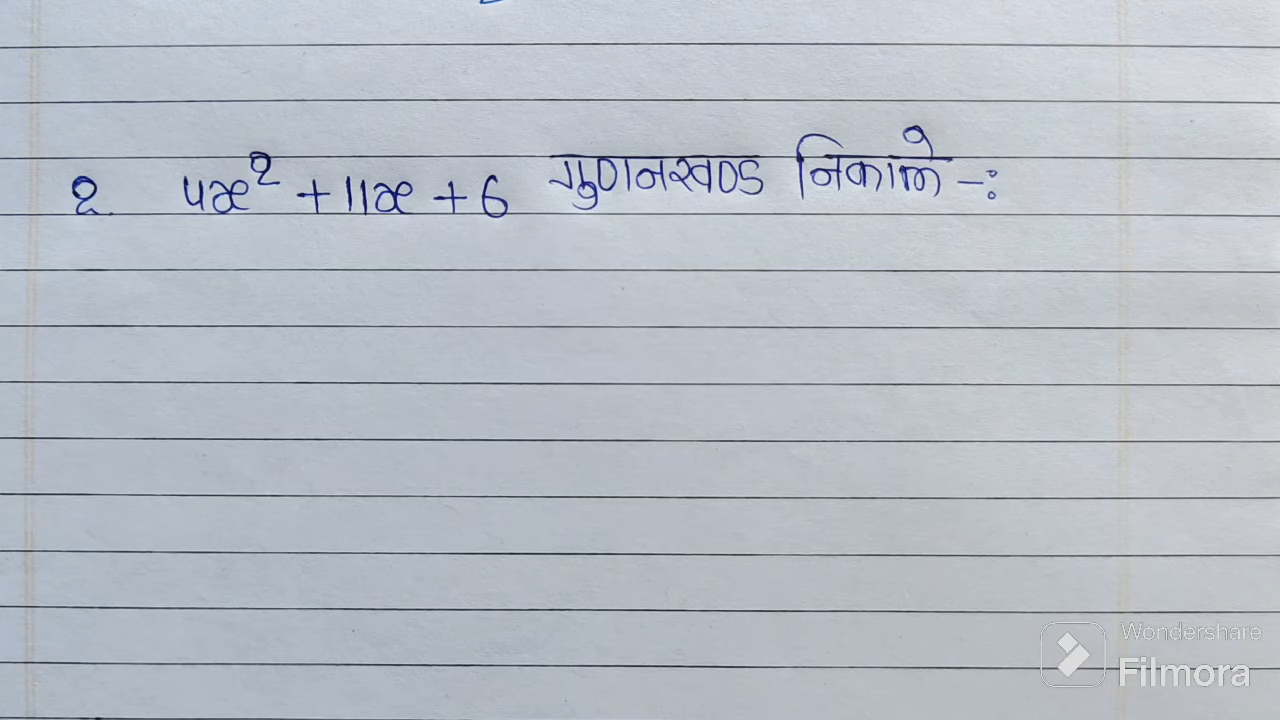 2. 4x² + 11x + 6 गुणनखण्ड निकाले -:
Wondershare
Filmora